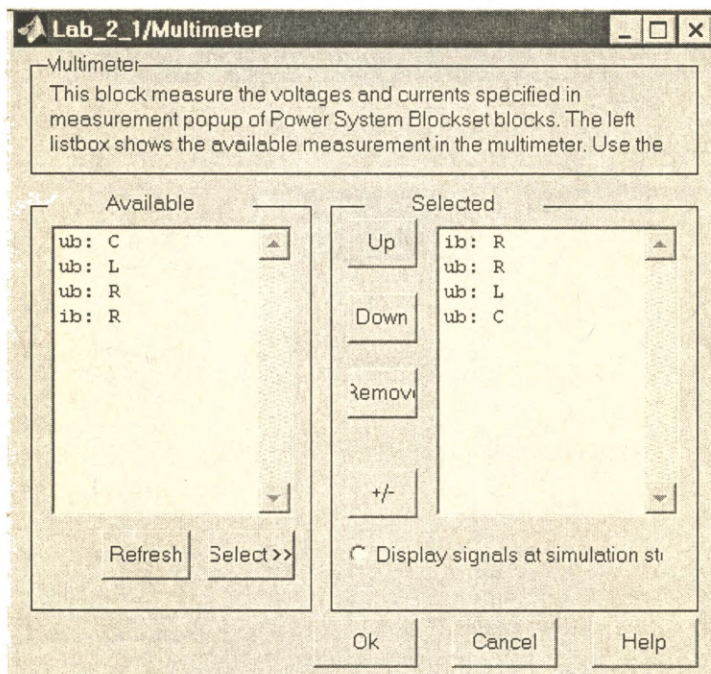 Lab_2_1/Multimeter
Multimeter
This block measure the voltages and currents specified in
measurement popup of Power System Blockset blocks. The left
listbox shows the available measurement in the multimeter. Use the
Available
ub: C
ub: L
ub: R
ib: R
Refresh
Select>>
Selected
Up
Down
Remove
+/-
ib: R
ub: R
ub: L
ub: C
Display signals at simulation st
Ok
Cancel
Help